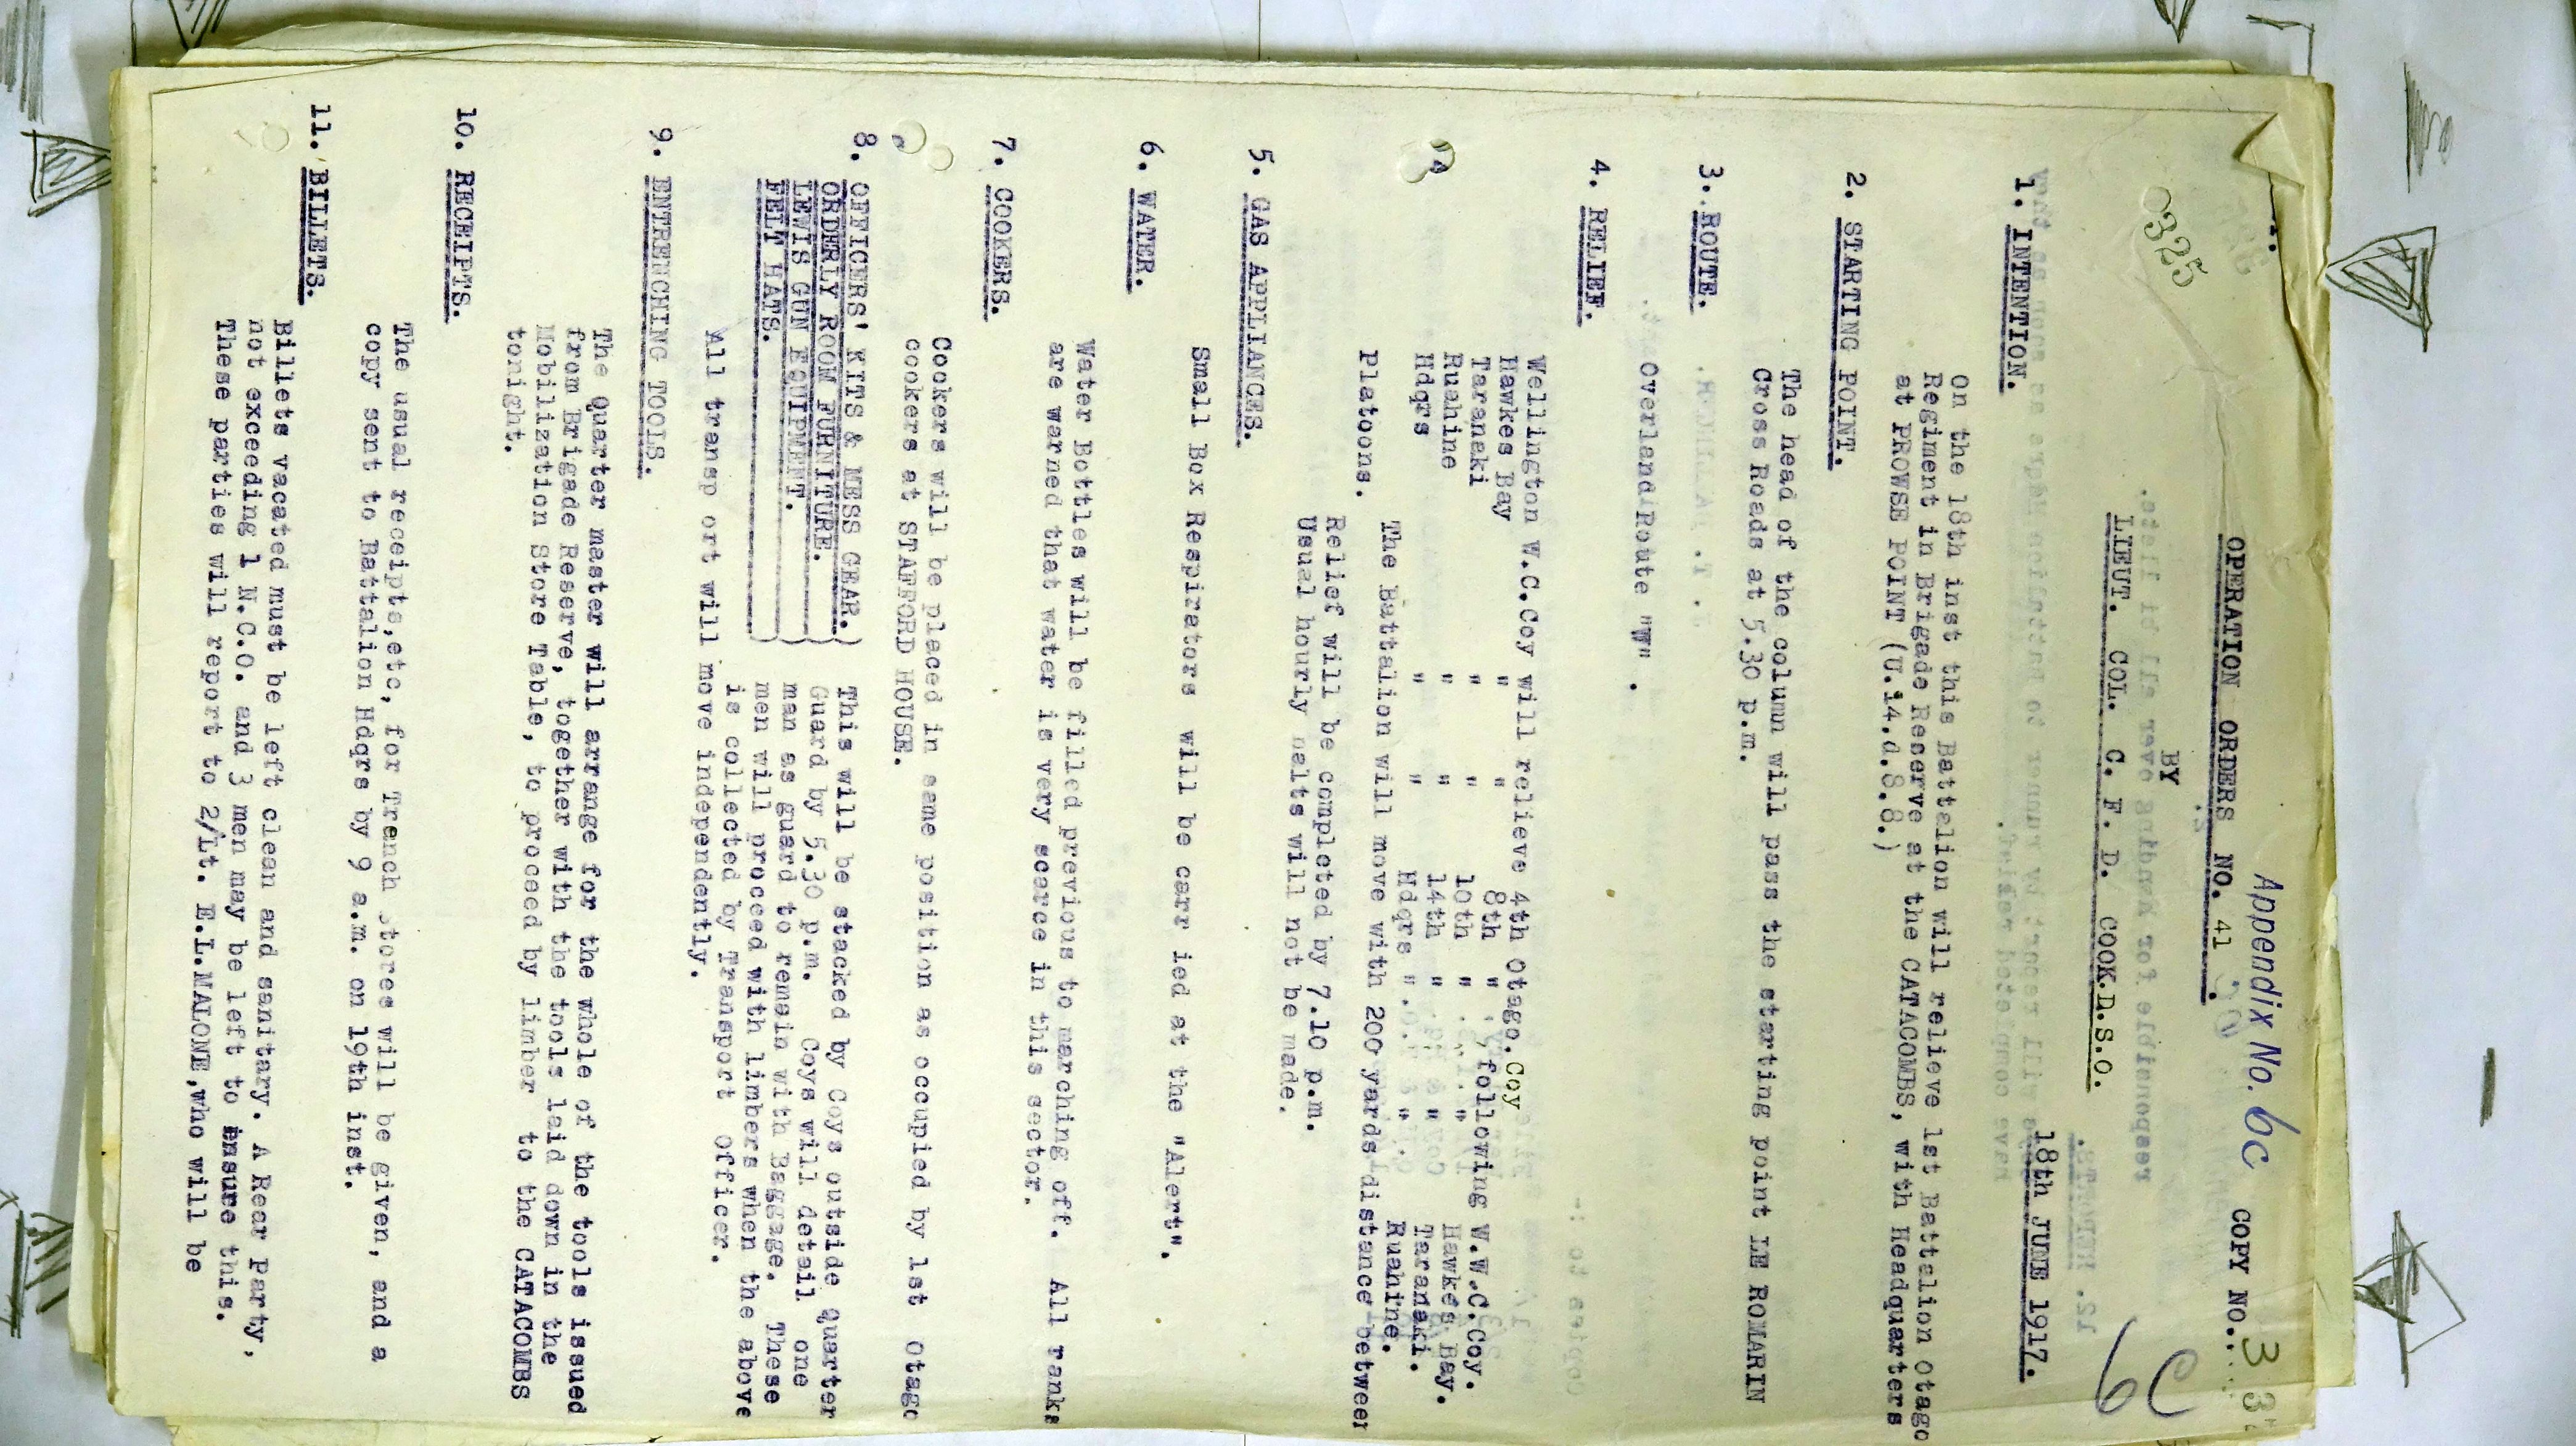 Appendix No. 6c
COPY NO... 3
325
OPERATION ORDERS NO. 41.
BY
LIEUT. COL. C. F. D. COOK.D.S.O.
18th JUNE 1917.
1. INTENTION.
On the 18th inst this Battalion will relieve 1st Battalion Otago
Regiment in Brigade Reserve at the CATACOMBS, with Headquarters
at PROWSE POINT (U.14.d.8.8.)
2. STARTING POINT.
The head of the column will pass the starting point LE ROMARIN
Cross Roads at 5.30 p.m.
3. ROUTE.
Overland Route "W".
4. RELIEF.
Wellington W.C.Coy will relieve 4th Otago.Coy
Hawkes Bay " " 8th " , following W.W.C.Coy.
Taranaki " " 10th " " Hawkes Bay.
Ruahine " " 14th " " Taranaki.
Hdqrs " " Hdqrs " " Ruahine.
The Battalion will move with 200 yards distance between
Platoons.
Relief will be completed by 7.10 p.m.
Usual hourly halts will not be made.
5. GAS APPLIANCES.
Small Box Respirators will be carr ied at the "Alert".
6. WATER.
Water Bottles will be filled previous to marching off. All ranks
are warned that water is very scarce in this sector.
7. COOKERS.
Cookers will be placed in same position as occupied by 1st Otago
cookers at STAFFORD HOUSE.
8. OFFICERS' KITS & MESS GEAR.)
ORDERLY ROOM FURNITURE. )
LEWIS GUN EQUIPMENT. )
FELT HATS. )
This will be stacked by Coys outside Quarter
Guard by 5.30 p.m. Coys will detail one
man as guard to remain with Baggage. These
men will proceed with limbers when the above
is collected by Transport Officer.
All transp ort will move independently.
9. ENTRENCHING TOOLS.
The Quarter master will arrange for the whole of the tools issued
from Brigade Reserve, together with the tools laid down in the
Mobilization Store Table, to proceed by limber to the CATACOMBS
tonight.
10. RECEIPTS.
The usual receipts,etc, for Trench Stores will be given, and a
copy sent to Battalion Hdqrs by 9 a.m. on 19th inst.
11. BILLETS.
Billets vacated must be left clean and sanitary. A Rear Party,
not exceeding 1 N.C.O. and 3 men may be left to ensure this.
These parties will report to 2/Lt. E.L.MALONE,who will be